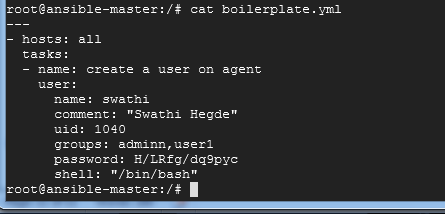 root@ansible-master:/# cat boilerplate.yml
---
- hosts: all
  tasks:
  - name: create a user on agent
    user:
      name: swathi
      comment: "Swathi Hegde"
      uid: 1040
      groups: adminn,user1
      password: H/LRfg/dq9pyc
      shell: "/bin/bash"
root@ansible-master:/#